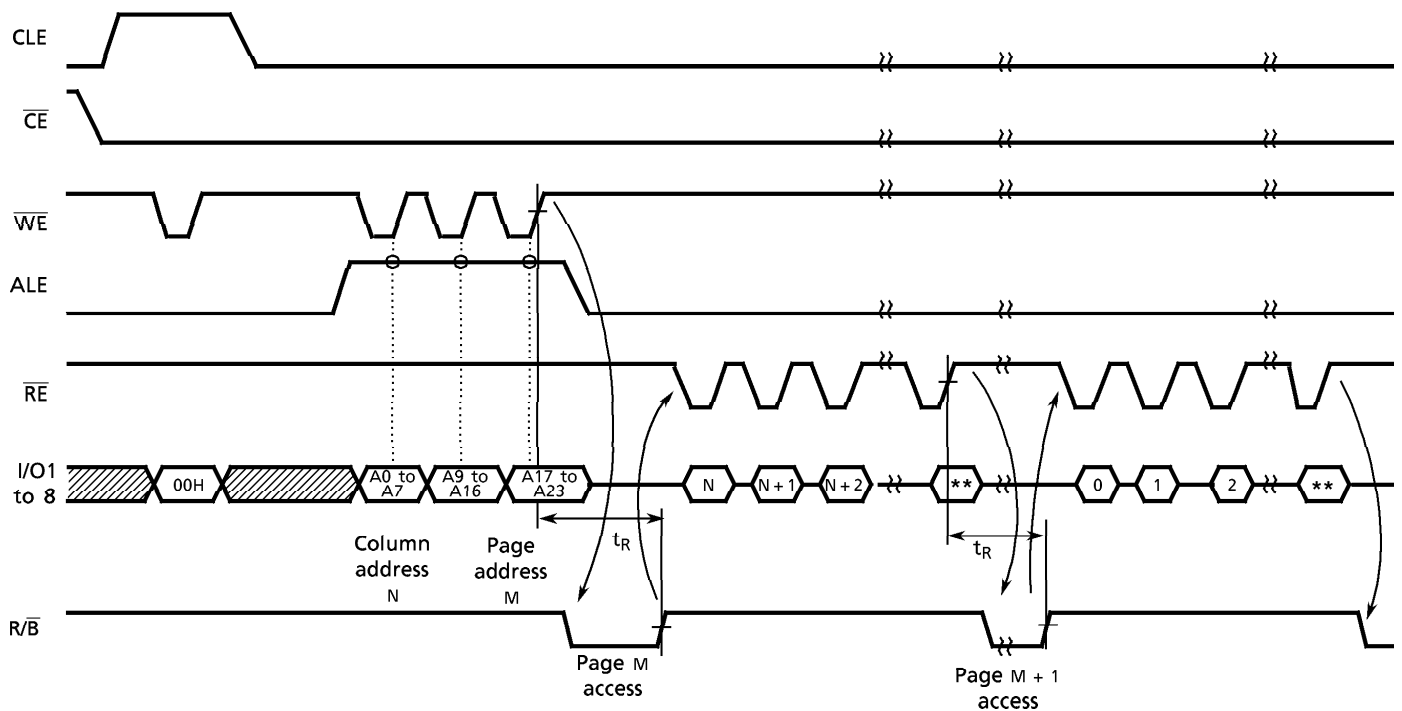 CLE
CE
WE
ALE
RE
I/O1
to 8
00H
A0 to
A7
A9 to
A16
A17 to
A23
N
N + 1
N + 2
**
0
1
2
**
tR
tR
Column
address
N
Page
address
M
R/B
Page M
access
Page M + 1
access